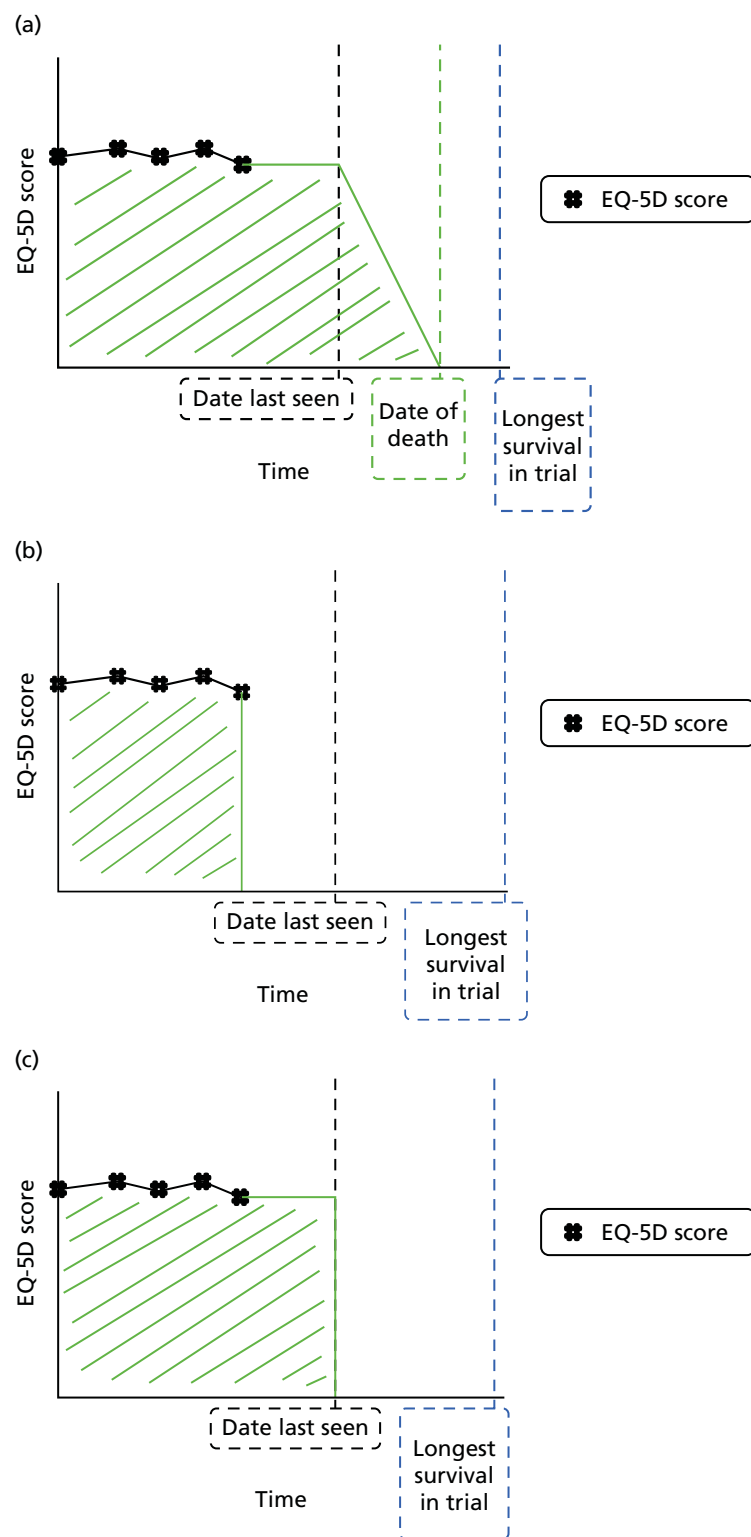 (a)
EQ-5D score
EQ-5D score
Date last seen
Date of
death
Longest
survival
in trial
Time
(b)
EQ-5D score
EQ-5D score
Date last seen
Longest
survival
in trial
Time
(c)
EQ-5D score
EQ-5D score
Date last seen
Longest
survival
in trial
Time